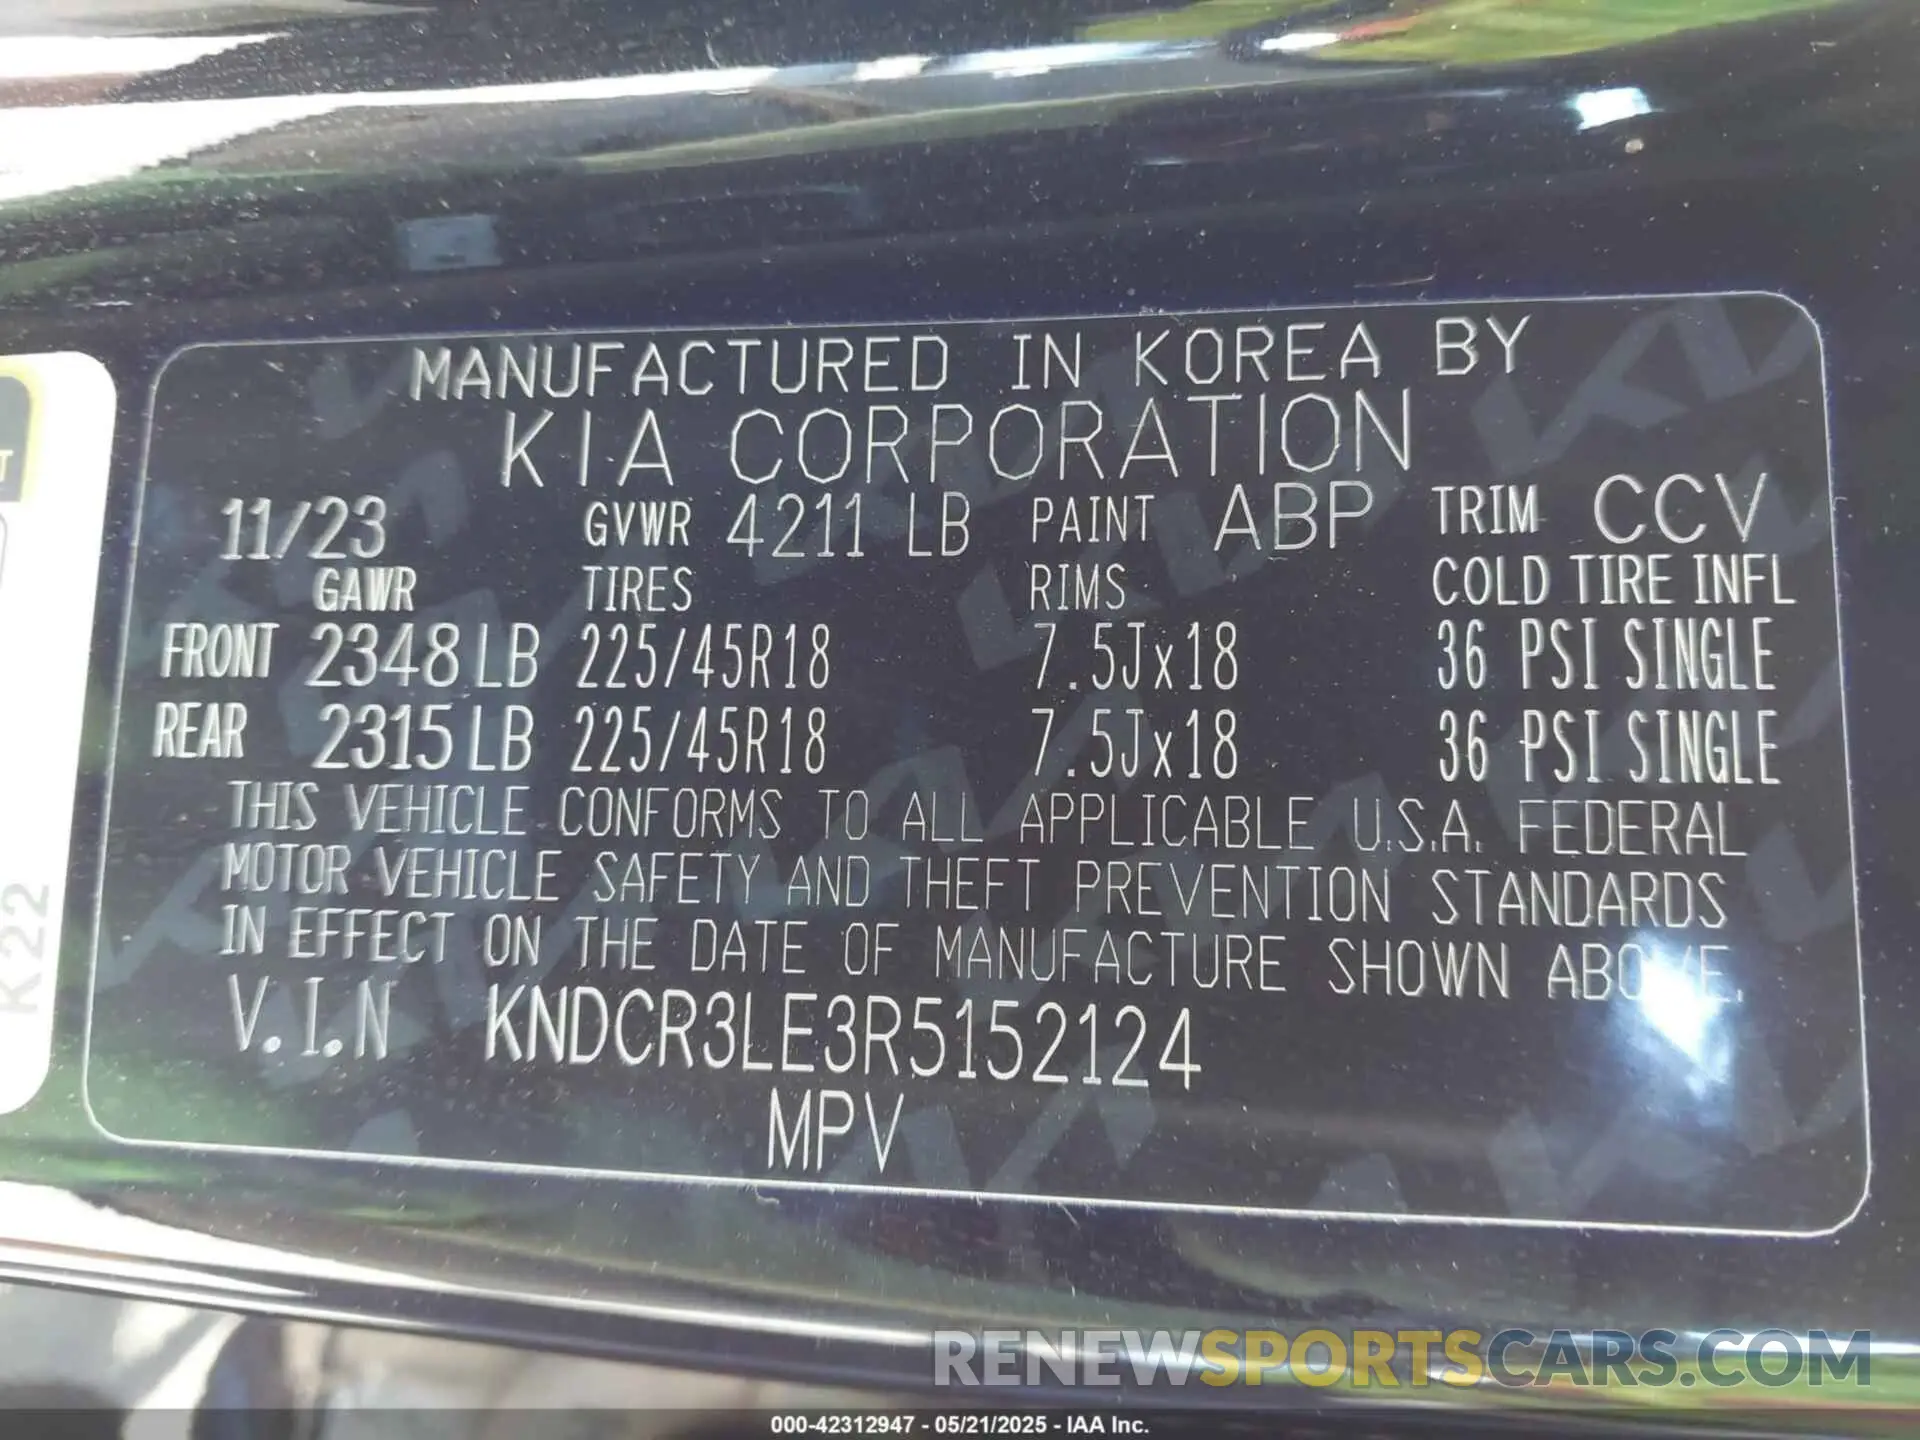 MANUFACTURED IN KOREA BY
KIA CORPORATION
11/23 GVWR 4211 LB PAINT ABP TRIM CCV
GAWR TIRES RIMS COLD TIRE INFL
FRONT 2348 LB 225/45R18 7.5Jx18 36 PSI SINGLE
REAR 2315 LB 225/45R18 7.5Jx18 36 PSI SINGLE
THIS VEHICLE CONFORMS TO ALL APPLICABLE U.S.A. FEDERAL
MOTOR VEHICLE SAFETY AND THEFT PREVENTION STANDARDS
IN EFFECT ON THE DATE OF MANUFACTURE SHOWN ABOVE.
V.I.N KNDCR3LE3R5152124
MPV
K22
RENEWSPORTSCARS.COM
000-42312947 - 05/21/2025 - IAA Inc.